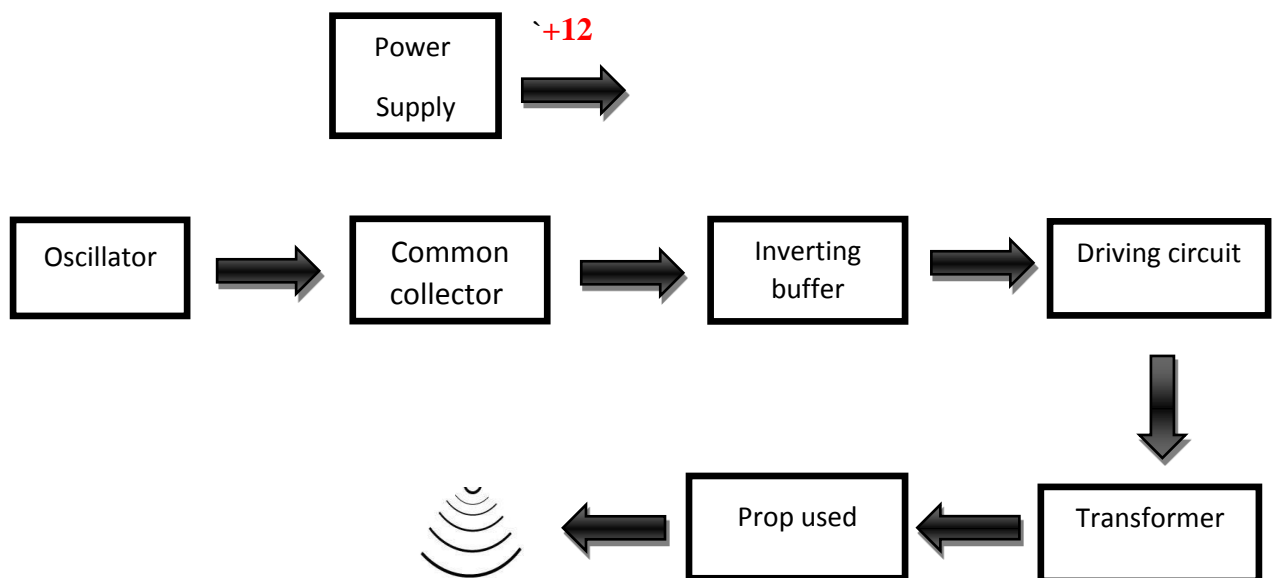 Power
Supply
`+12
Oscillator
Common
collector
Inverting
buffer
Driving circuit
Prop used
Transformer